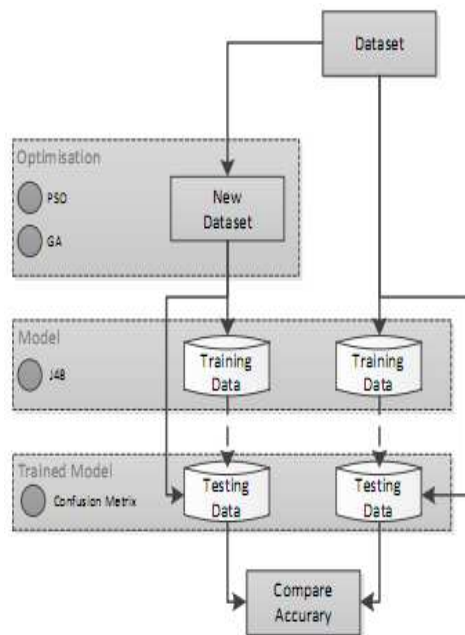 Dataset
Optimisation
PSO
GA
New
Dataset
Model
J48
Training
Data
Training
Data
Trained Model
Confusion Metrix
Testing
Data
Testing
Data
Compare
Accurary